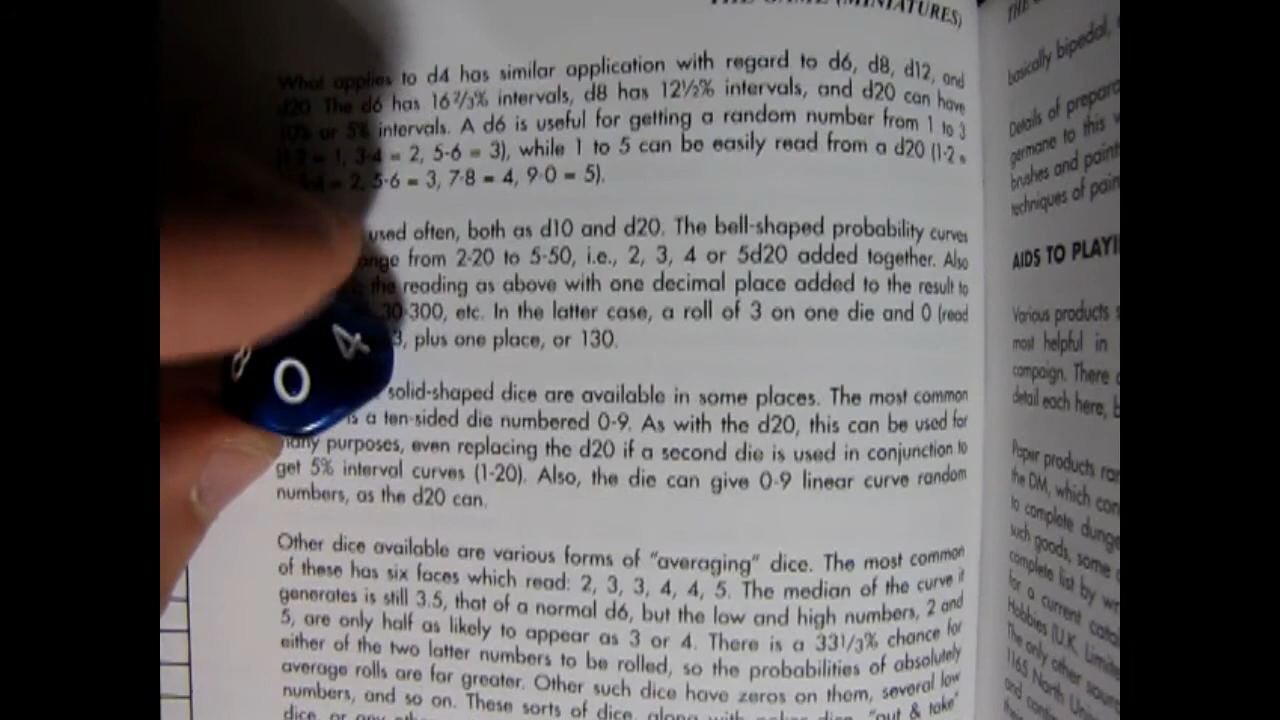 THE GAME (MINIATURES)
What applies to d4 has similar application with regard to d6, d8, d12, and
d20. The d6 has 16⅔% intervals, d8 has 12½% intervals, and d20 can have
10% or 5% intervals. A d6 is useful for getting a random number from 1 to 3
(1-2 = 1, 3-4 = 2, 5-6 = 3), while 1 to 5 can be easily read from a d20 (1-2 =
2, 5-6 = 3, 7-8 = 4, 9-0 = 5).
used often, both as d10 and d20. The bell-shaped probability curves
from 2-20 to 5-50, i.e., 2, 3, 4 or 5d20 added together. Also
the reading as above with one decimal place added to the result to
30-300, etc. In the latter case, a roll of 3 on one die and 0 (read
3, plus one place, or 130.
solid-shaped dice are available in some places. The most common
is a ten-sided die numbered 0-9. As with the d20, this can be used for
many purposes, even replacing the d20 if a second die is used in conjunction to
get 5% interval curves (1-20). Also, the die can give 0-9 linear curve random
numbers, as the d20 can.
Other dice available are various forms of "averaging" dice. The most common
of these has six faces which read: 2, 3, 3, 4, 4, 5. The median of the curve it
generates is still 3.5, that of a normal d6, but the low and high numbers, 2 and
5, are only half as likely to appear as 3 or 4. There is a 331/3% chance for
either of the two latter numbers to be rolled, so the probabilities of absolutely
average rolls are far greater. Other such dice have zeros on them, several low
numbers, and so on. These sorts of dice, along with poker dice, "put & take"
dice, or any
8 0 4
THE
basically bipedal,
Details of prepara
germane to this
brushes and paint
techniques of pain
AIDS TO PLAYI
Various products
most helpful in
campaign. There
detail each here,
Paper products ran
the DM, which con
to complete dunge
such goods, some
complete list by wr
for a current catal
Hobbies (U.K. Limite
The only other sourc
1165 North Univ
and